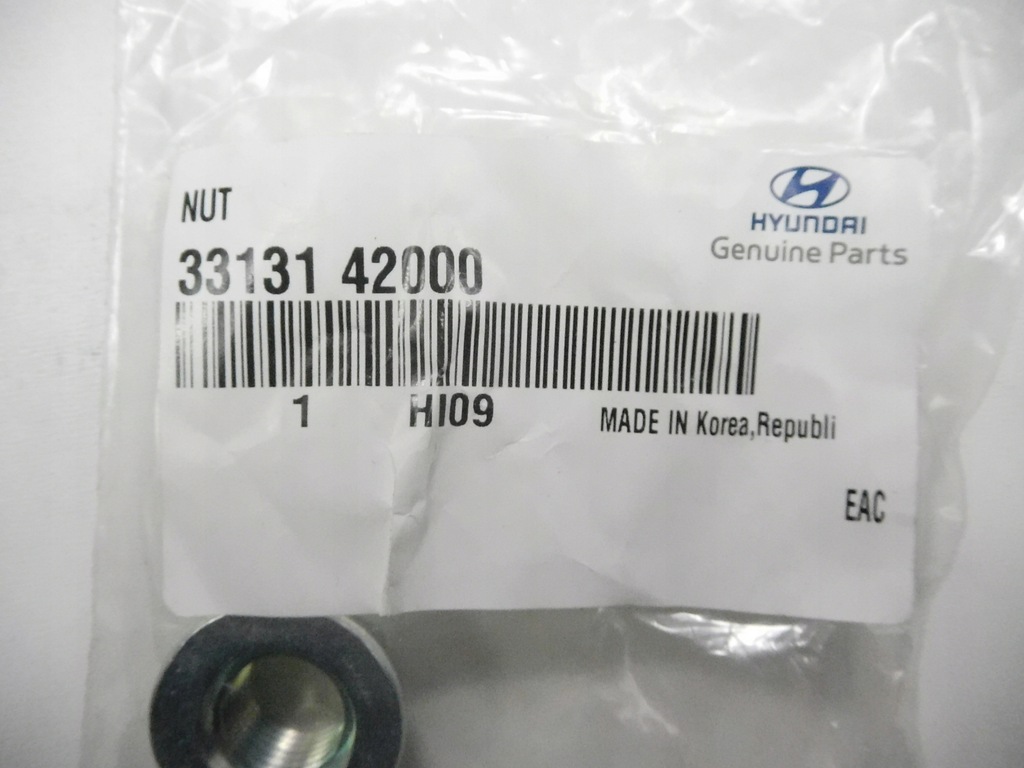 NUT
HYUNDAI
Genuine Parts
33131 42000
1 HI09 MADE IN Korea,Republi
EAC